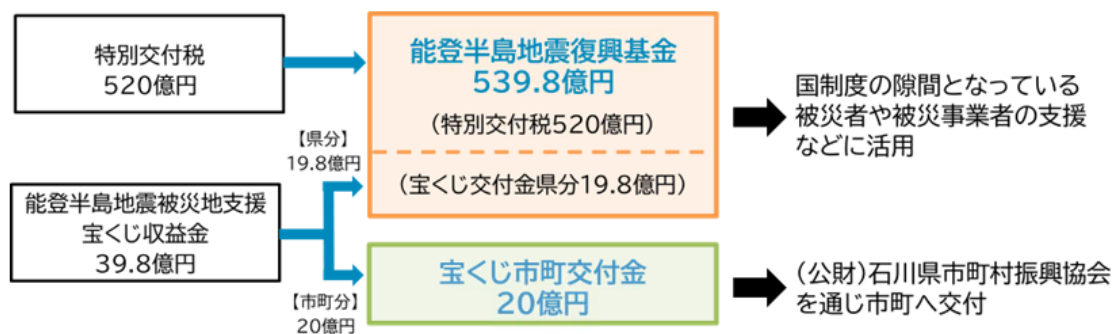 特別交付税
520億円
能登半島地震復興基金
539.8億円
(特別交付税520億円)
(宝くじ交付金県分19.8億円)
国制度の隙間となっている
被災者や被災事業者の支援
などに活用
【県分】
19.8億円
能登半島地震被災地支援
宝くじ収益金
39.8億円
【市町分】
20億円
宝くじ市町交付金
20億円
(公財)石川県市町村振興協会
を通じ市町へ交付